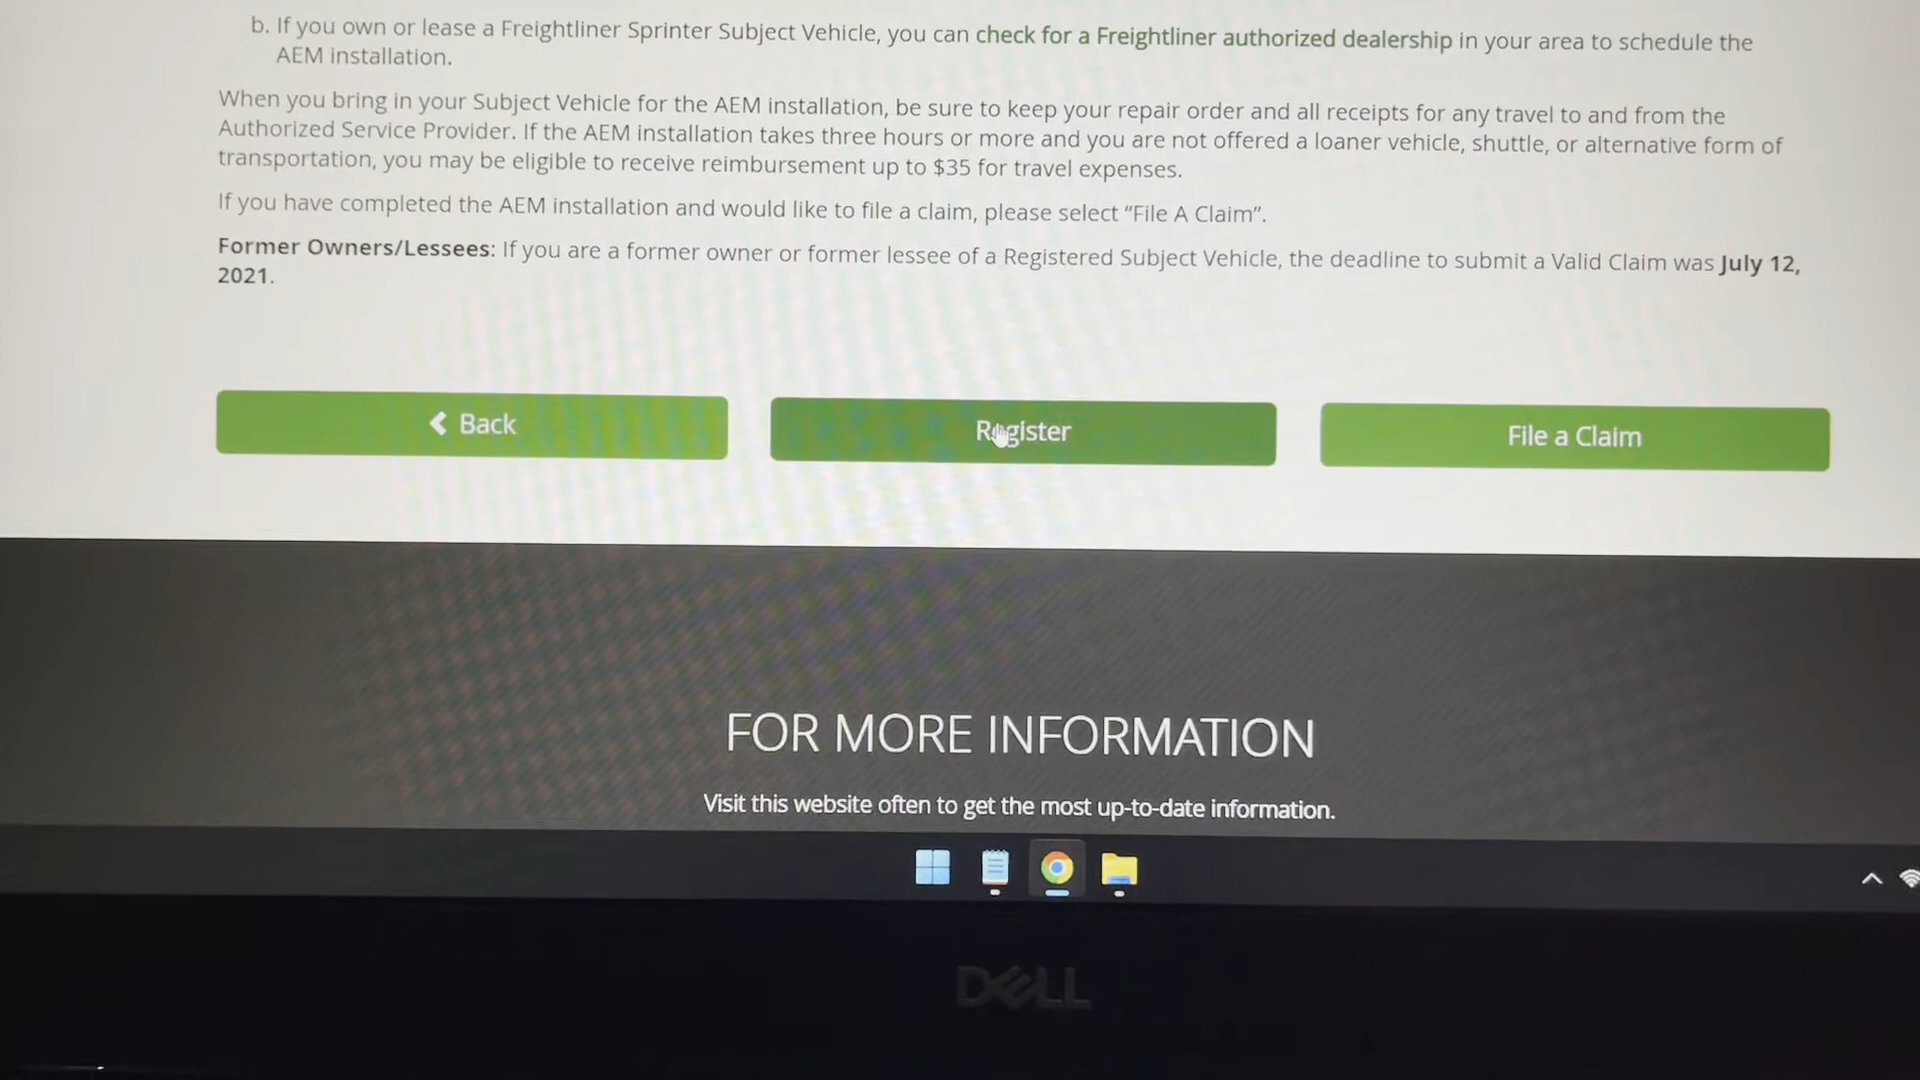 b. If you own or lease a Freightliner Sprinter Subject Vehicle, you can check for a Freightliner authorized dealership in your area to schedule the
AEM installation.
When you bring in your Subject Vehicle for the AEM installation, be sure to keep your repair order and all receipts for any travel to and from the
Authorized Service Provider. If the AEM installation takes three hours or more and you are not offered a loaner vehicle, shuttle, or alternative form of
transportation, you may be eligible to receive reimbursement up to $35 for travel expenses.
If you have completed the AEM installation and would like to file a claim, please select “File A Claim”.
Former Owners/Lessees: If you are a former owner or former lessee of a Registered Subject Vehicle, the deadline to submit a Valid Claim was July 12,
2021.
Back
Register
File a Claim
FOR MORE INFORMATION
Visit this website often to get the most up-to-date information.
DELL